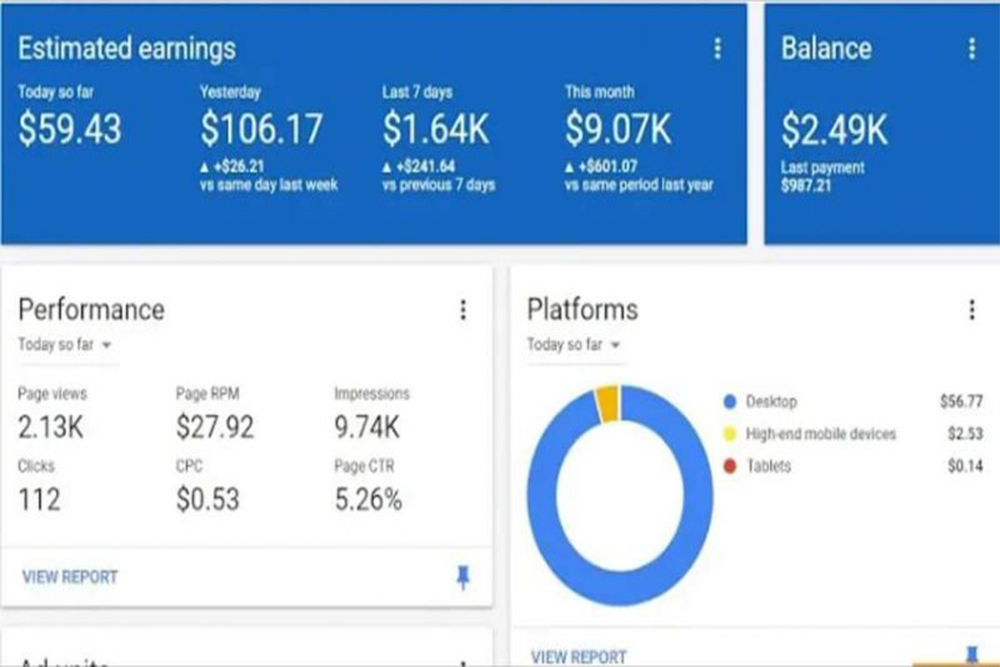 Estimated earnings
Today so far
$59.43
Yesterday
$106.17
+$26.21
vs same day last week
Last 7 days
$1.64K
+$241.64
vs previous 7 days
This month
$9.07K
+$601.07
vs same period last year
Balance
$2.49K
Last payment
$987.21
Performance
Today so far
Page views
2.13K
Page RPM
$27.92
Impressions
9.74K
Clicks
112
CPC
$0.53
Page CTR
5.26%
VIEW REPORT
Platforms
Today so far
Desktop $56.77
High-end mobile devices $2.53
Tablets $0.14
VIEW REPORT